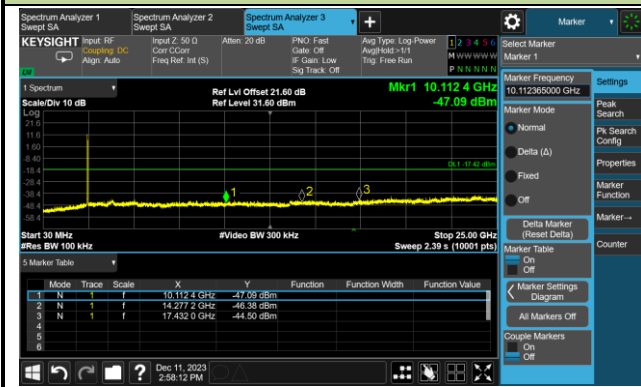 Spectrum Analyzer 1
Swept SA
Spectrum Analyzer 2
Swept SA
Spectrum Analyzer 3
Swept SA
+
Marker
KEYSIGHT
Input: RF
Coupling: DC
Align: Auto
Input Z: 50 Ω
Corr CCorr
Freq Ref: Int (S)
Atten: 20 dB
PNO: Fast
Gate: Off
IF Gain: Low
Sig Track: Off
Avg Type: Log-Power
Avg|Hold:>1/1
Trig: Free Run
1 2 3 4 5 6
M W W W W W
P N N N N N
LV
Select Marker
Marker 1
1 Spectrum
Scale/Div 10 dB
Log
Ref Lvl Offset 21.60 dB
Ref Level 31.60 dBm
Mkr1 10.112 4 GHz
-47.09 dBm
21.6
11.6
1.60
-8.40
-18.4
-28.4
-38.4
-48.4
-58.4
DL1 -17.42 dBm
1
2
3
Start 30 MHz
#Res BW 100 kHz
#Video BW 300 kHz
Stop 25.00 GHz
Sweep 2.39 s (10001 pts)
5 Marker Table
Mode Trace Scale X Y Function Function Width Function Value
1 N 1 f 10.112 4 GHz -47.09 dBm
2 N 1 f 14.277 2 GHz -46.38 dBm
3 N 1 f 17.432 0 GHz -44.50 dBm
4
5
6
Marker Frequency
10.112365000 GHz
Marker Mode
Normal
Delta (Δ)
Fixed
Off
Delta Marker
(Reset Delta)
Marker Table
On
Off
Marker Settings
Diagram
All Markers Off
Couple Markers
On
Off
Settings
Peak
Search
Pk Search
Config
Properties
Marker
Function
Marker→
Counter
?
Dec 11, 2023
2:58:12 PM